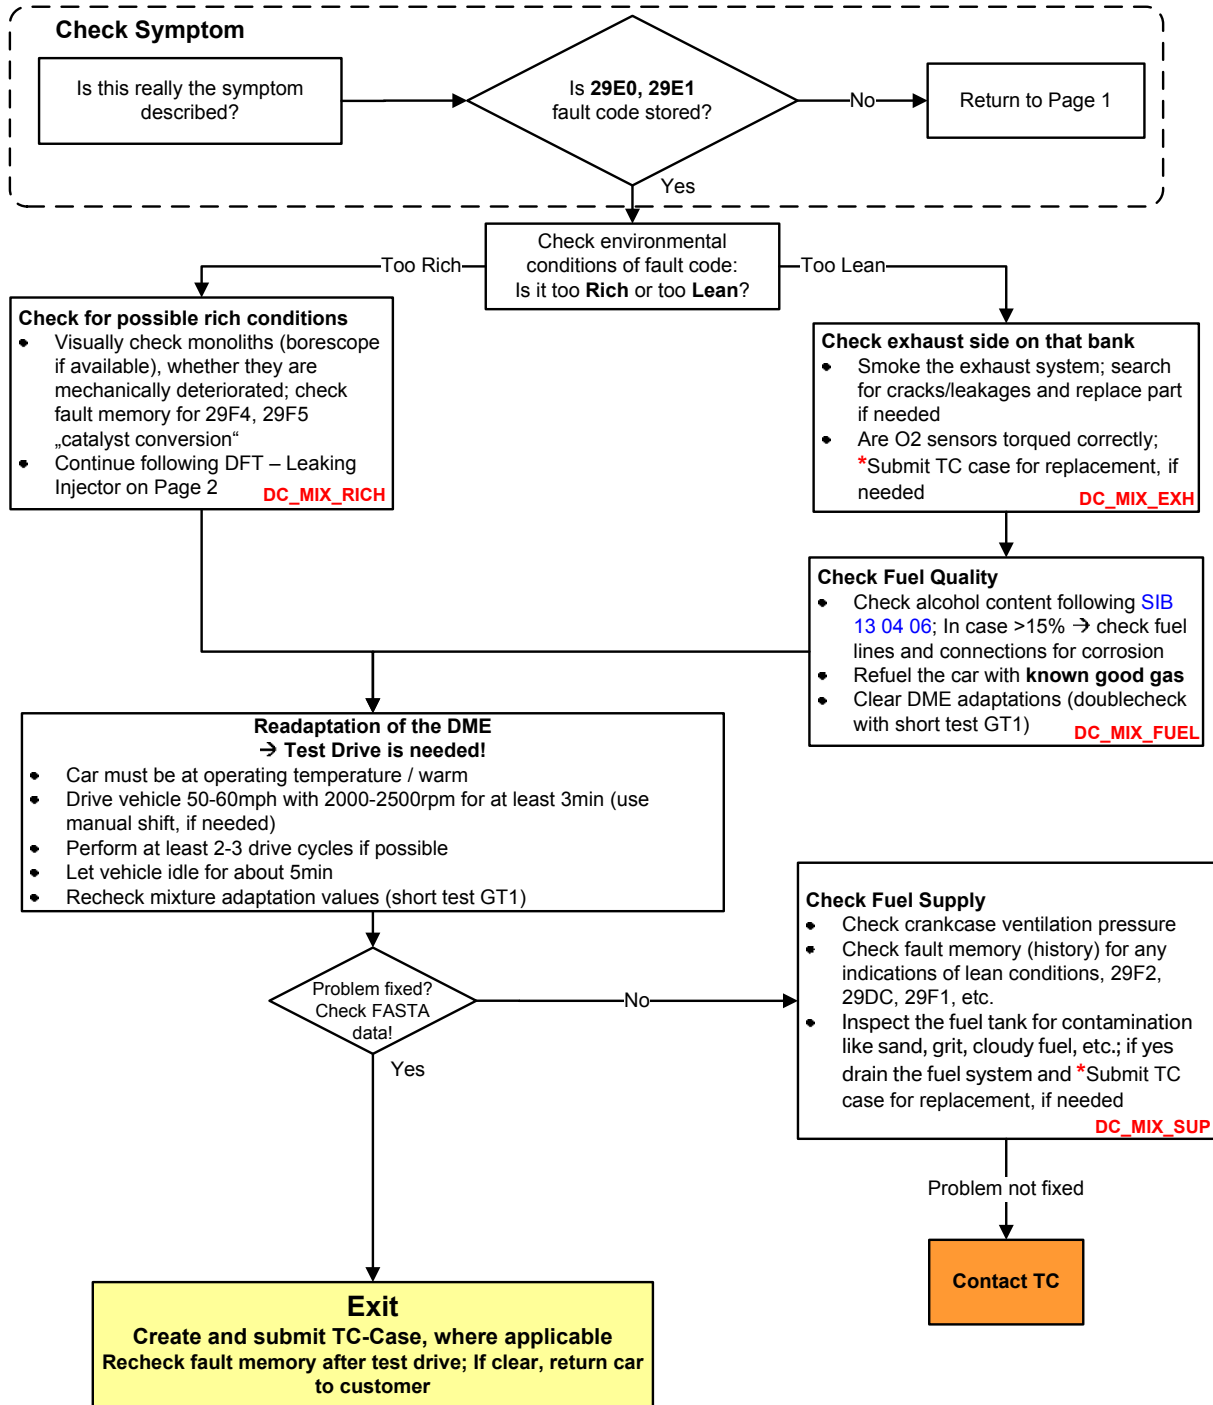 Check Symptom
Is this really the symptom
described?
Is 29E0, 29E1
fault code stored?
No
Return to Page 1
Yes
Check environmental
conditions of fault code:
Is it too Rich or too Lean?
Too Rich
Too Lean
Check for possible rich conditions
• Visually check monoliths (borescope
if available), whether they are
mechanically deteriorated; check
fault memory for 29F4, 29F5
„catalyst conversion“
• Continue following DFT – Leaking
Injector on Page 2
DC_MIX_RICH
Check exhaust side on that bank
• Smoke the exhaust system; search
for cracks/leakages and replace part
if needed
• Are O2 sensors torqued correctly;
*Submit TC case for replacement, if
needed
DC_MIX_EXH
Check Fuel Quality
• Check alcohol content following SIB
13 04 06; In case >15% → check fuel
lines and connections for corrosion
• Refuel the car with known good gas
• Clear DME adaptations (doublecheck
with short test GT1)
DC_MIX_FUEL
Readaptation of the DME
→ Test Drive is needed!
• Car must be at operating temperature / warm
• Drive vehicle 50-60mph with 2000-2500rpm for at least 3min (use
manual shift, if needed)
• Perform at least 2-3 drive cycles if possible
• Let vehicle idle for about 5min
• Recheck mixture adaptation values (short test GT1)
Problem fixed?
Check FASTA
data!
No
Yes
Check Fuel Supply
• Check crankcase ventilation pressure
• Check fault memory (history) for any
indications of lean conditions, 29F2,
29DC, 29F1, etc.
• Inspect the fuel tank for contamination
like sand, grit, cloudy fuel, etc.; if yes
drain the fuel system and *Submit TC
case for replacement, if needed
DC_MIX_SUP
Problem not fixed
Contact TC
Exit
Create and submit TC-Case, where applicable
Recheck fault memory after test drive; If clear, return car
to customer